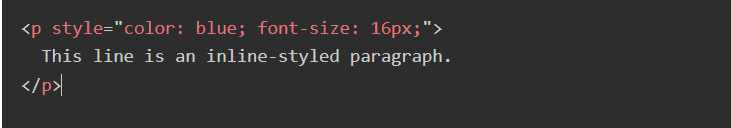 <p style="color: blue; font-size: 16px;">
  This line is an inline-styled paragraph.
</p>